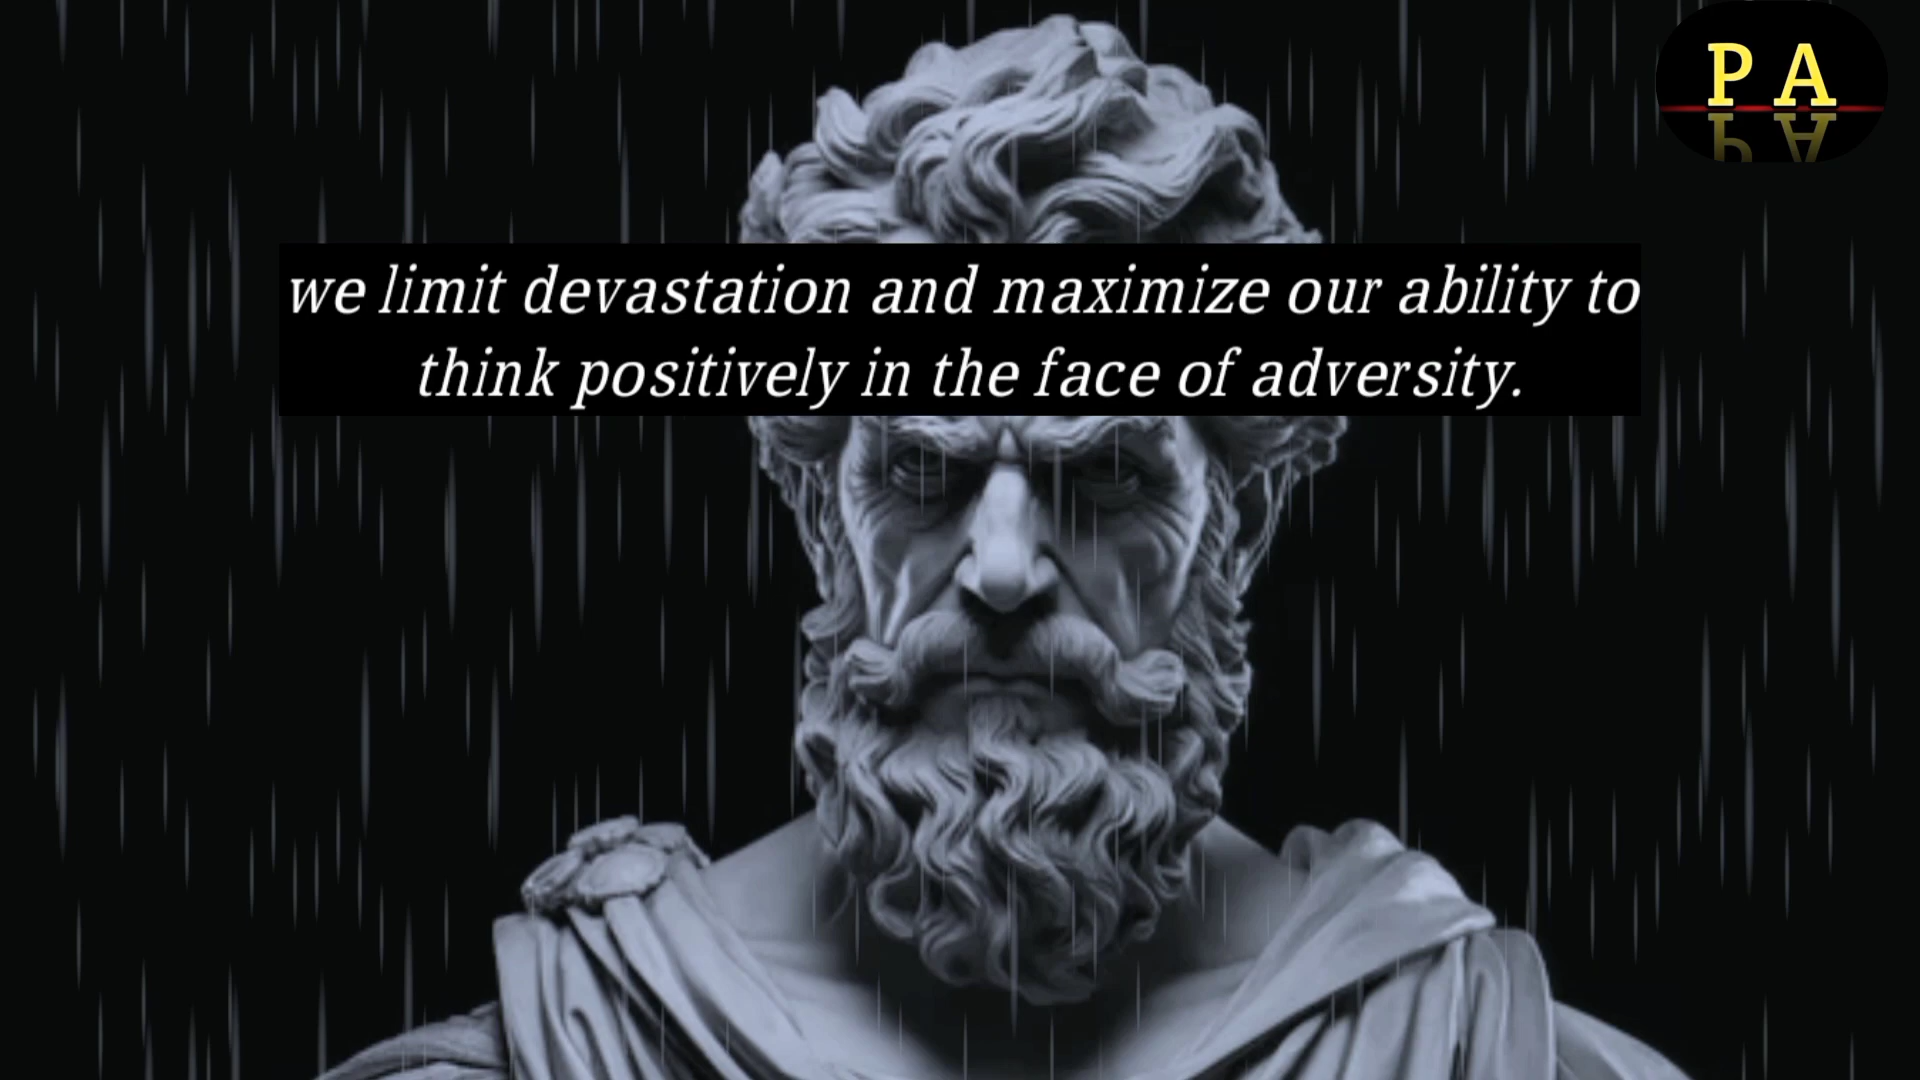 P A
we limit devastation and maximize our ability to
think positively in the face of adversity.